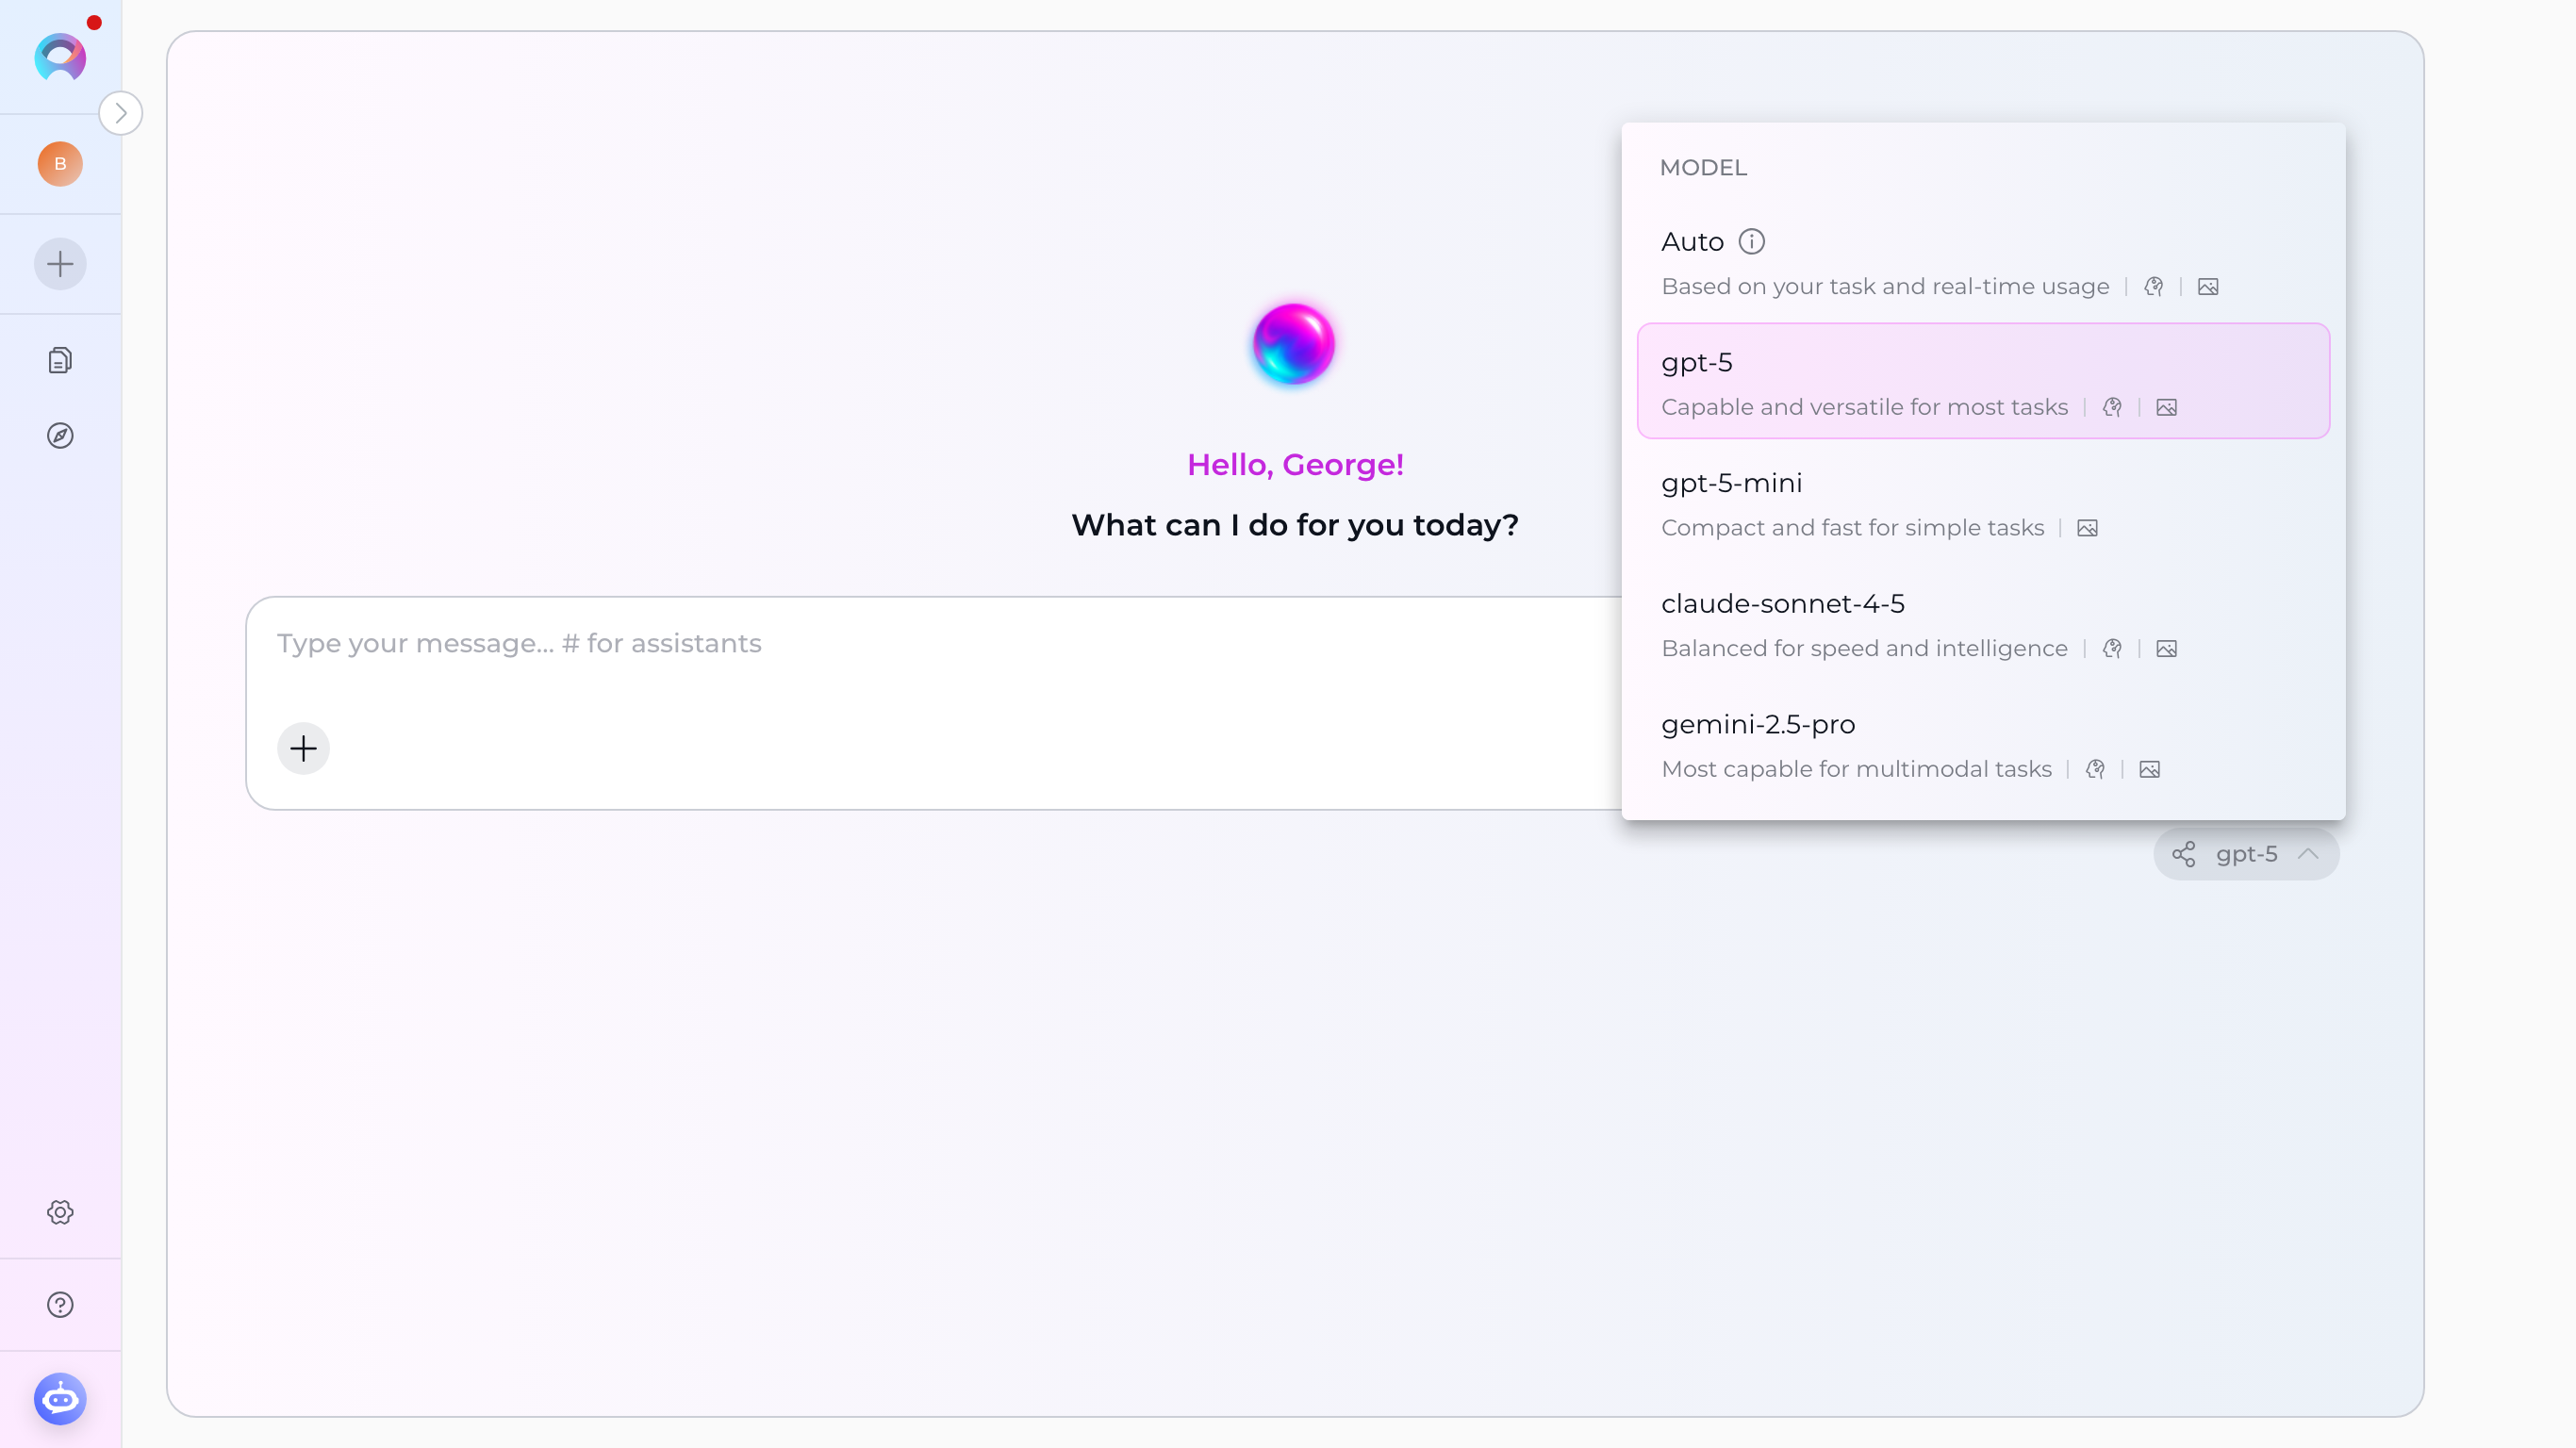 B
Hello, George!
What can I do for you today?
Type your message... # for assistants
MODEL
Auto
Based on your task and real-time usage
gpt-5
Capable and versatile for most tasks
gpt-5-mini
Compact and fast for simple tasks
claude-sonnet-4-5
Balanced for speed and intelligence
gemini-2.5-pro
Most capable for multimodal tasks
gpt-5